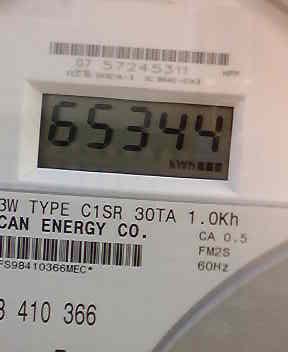 07 57245311
65344
kWh
3W TYPE C1SR 30TA 1.0Kh
CAN ENERGY CO.
CA 0.5
FM2S
60Hz
FS98410366MEC*
410 366